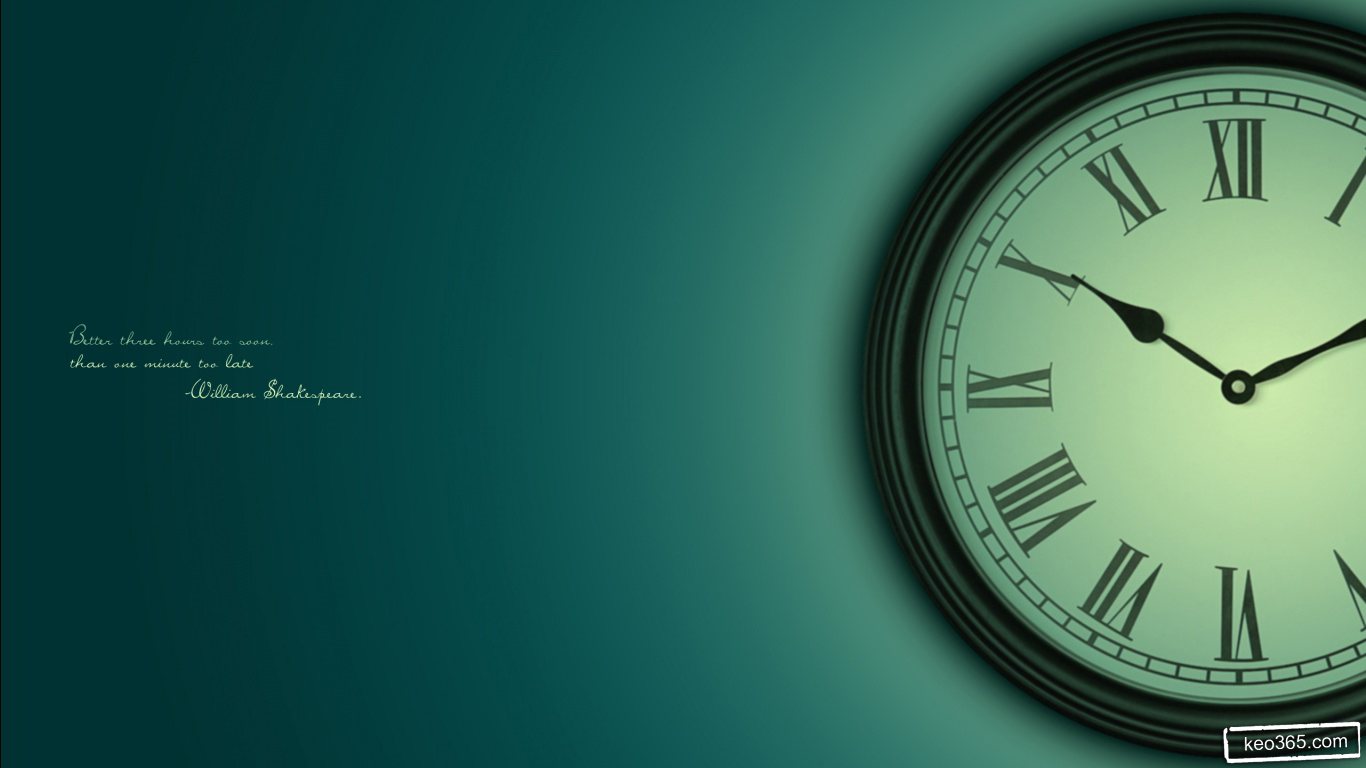 Better three hours too soon.
than one minute too late
-William Shakespeare.
XII
XI
X
IX
VIII
VII
VI
keo365.com